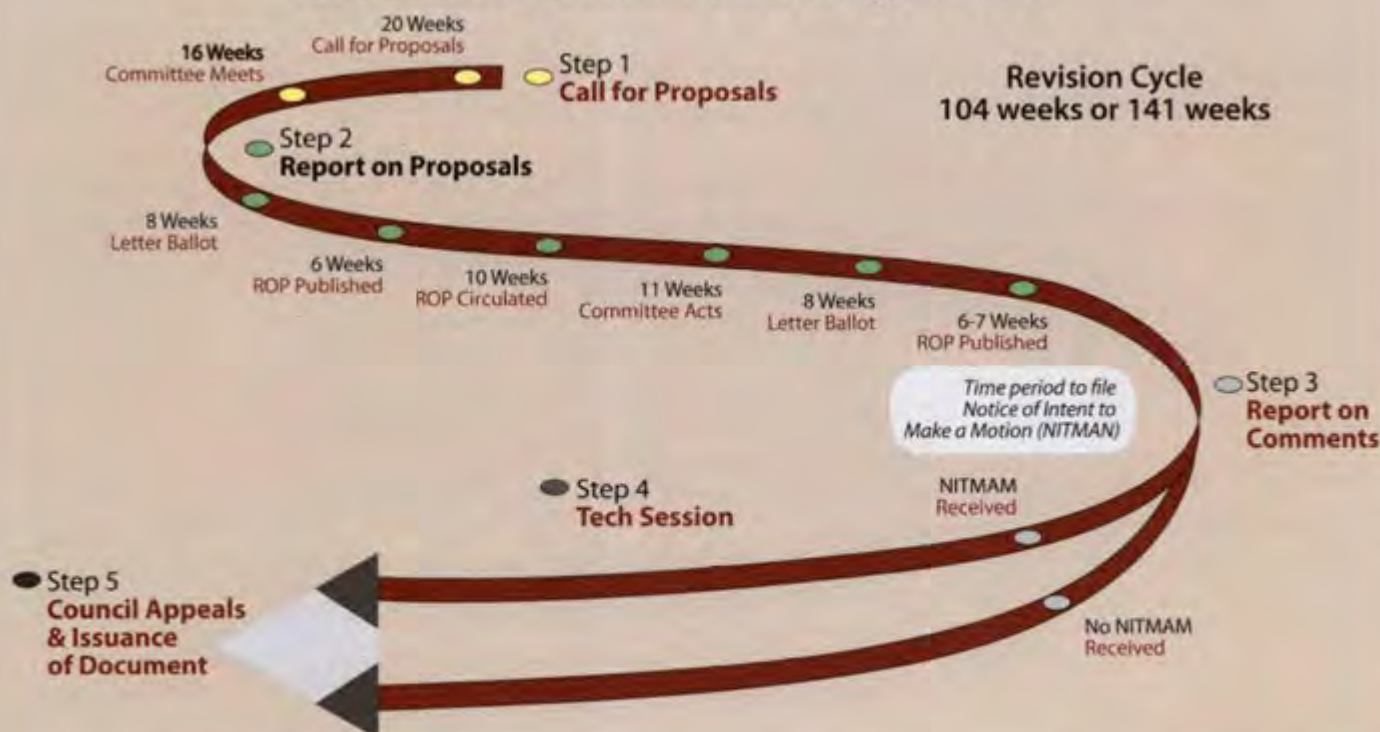 20 Weeks
Call for Proposals
16 Weeks
Committee Meets
Step 1
Call for Proposals
Revision Cycle
104 weeks or 141 weeks
Step 2
Report on Proposals
8 Weeks
Letter Ballot
6 Weeks
ROP Published
10 Weeks
ROP Circulated
11 Weeks
Committee Acts
8 Weeks
Letter Ballot
6-7 Weeks
ROP Published
Time period to file
Notice of Intent to
Make a Motion (NITMAN)
Step 3
Report on
Comments
NITMAM
Received
Step 4
Tech Session
Step 5
Council Appeals
& Issuance
of Document
No NITMAM
Received